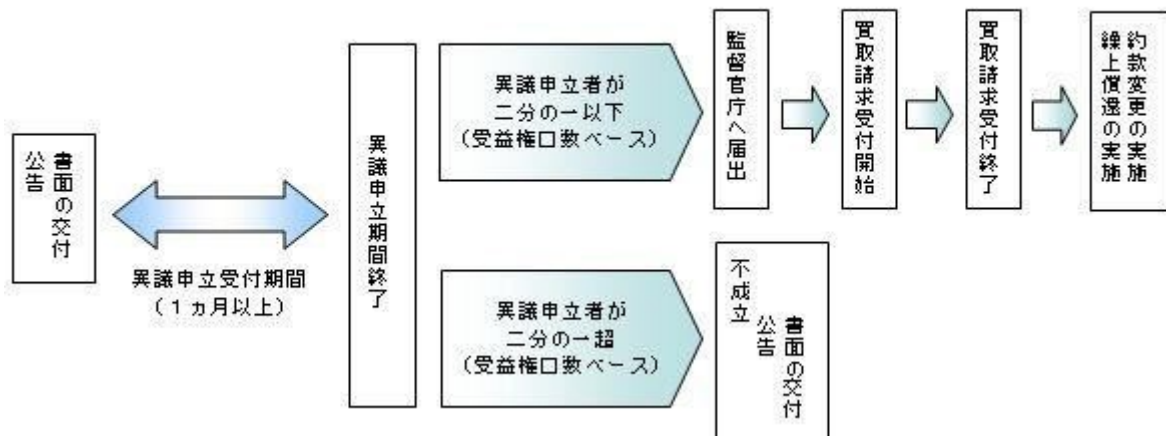 書面の交付
公告
異議申立受付期間
（１ヵ月以上）
異議申立期間終了
異議申立者が
二分の一以下
（受益権口数ベース）
監督官庁へ届出
買取請求受付開始
買取請求受付終了
約款変更の実施
繰上償還の実施
異議申立者が
二分の一超
（受益権口数ベース）
不成立
書面の交付
公告